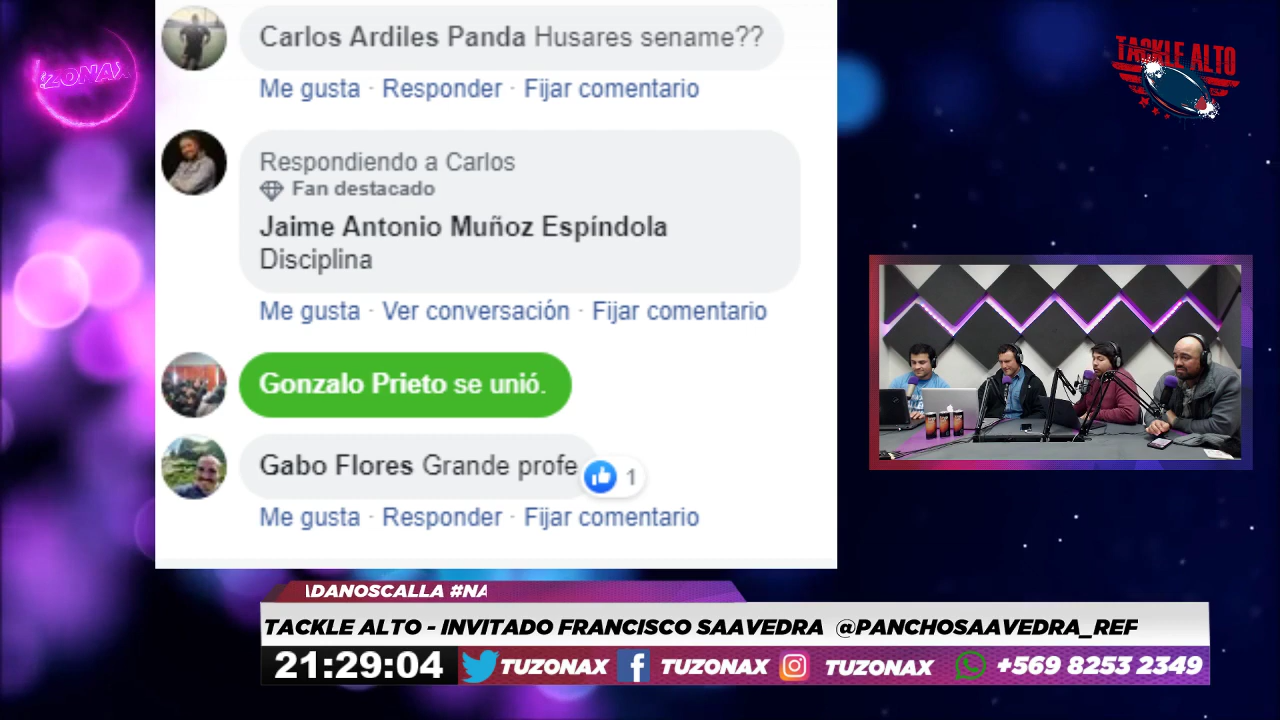 Carlos Ardiles Panda Husares sename??
Me gusta · Responder · Fijar comentario
Respondiendo a Carlos
Fan destacado
Jaime Antonio Muñoz Espíndola
Disciplina
Me gusta · Ver conversación · Fijar comentario
Gonzalo Prieto se unió.
Gabo Flores Grande profe
1
Me gusta · Responder · Fijar comentario
ZONAX
TACKLE ALTO
ADANOSCALLA #NA
TACKLE ALTO - INVITADO FRANCISCO SAAVEDRA @PANCHOSAAVEDRA_REF
21:29:04 TUZONAX TUZONAX TUZONAX +569 8253 2349